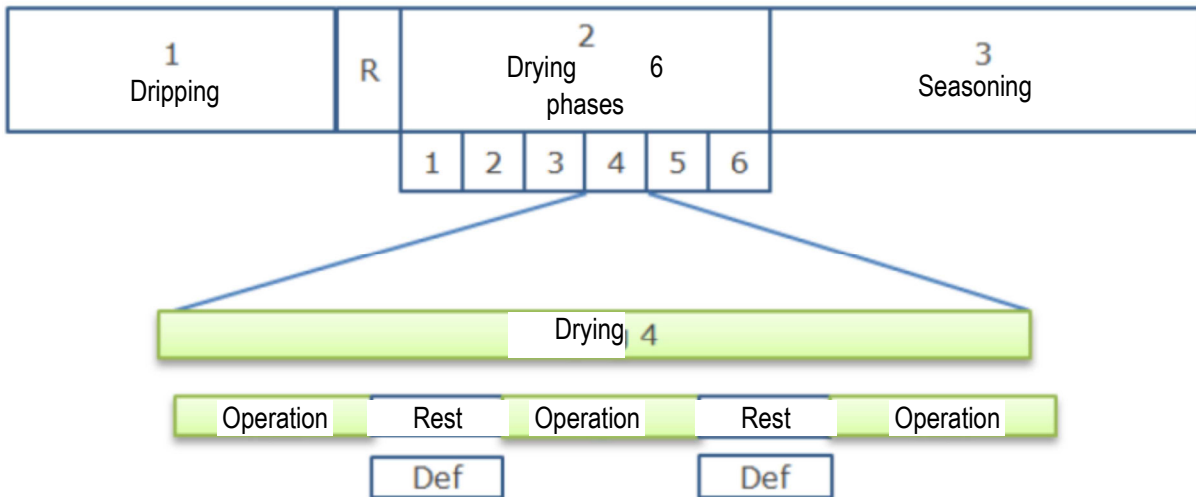 1
Dripping
R
2
Drying 6
phases
3
Seasoning
1 2 3 4 5 6
Drying 4
Operation Rest Operation Rest Operation
Def Def